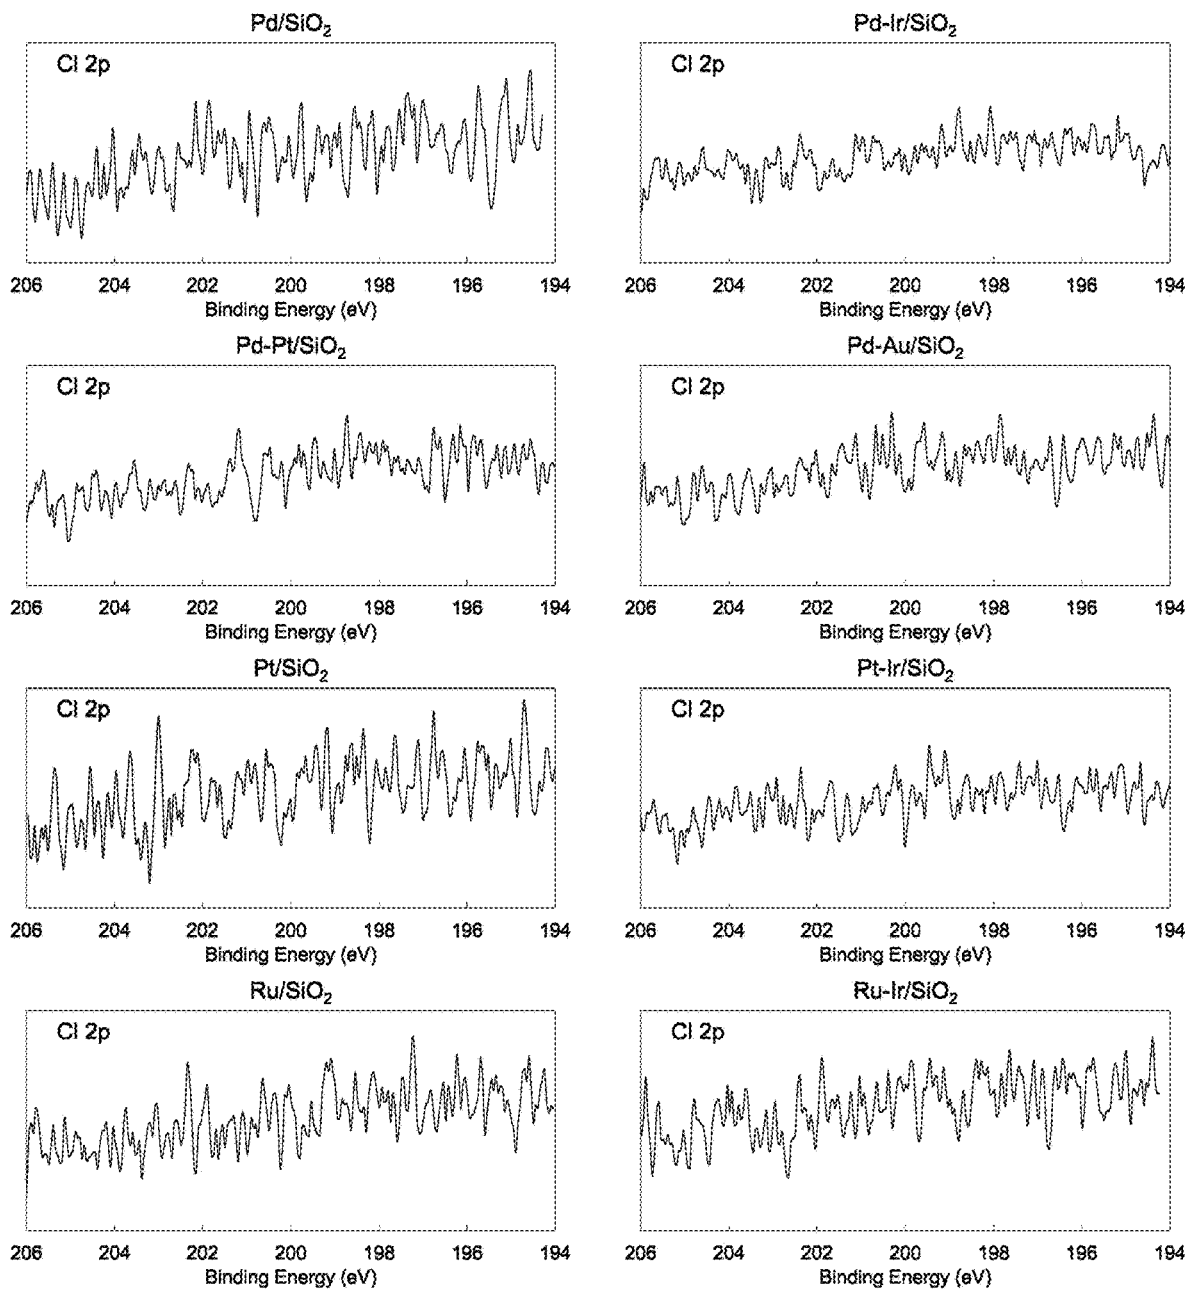 Pd/SiO₂
Cl 2p
206 204 202 200 198 196 194
Binding Energy (eV)
Pd-Ir/SiO₂
Cl 2p
206 204 202 200 198 196 194
Binding Energy (eV)
Pd-Pt/SiO₂
Cl 2p
206 204 202 200 198 196 194
Binding Energy (eV)
Pd-Au/SiO₂
Cl 2p
206 204 202 200 198 196 194
Binding Energy (eV)
Pt/SiO₂
Cl 2p
206 204 202 200 198 196 194
Binding Energy (eV)
Pt-Ir/SiO₂
Cl 2p
206 204 202 200 198 196 194
Binding Energy (eV)
Ru/SiO₂
Cl 2p
206 204 202 200 198 196 194
Binding Energy (eV)
Ru-Ir/SiO₂
Cl 2p
206 204 202 200 198 196 194
Binding Energy (eV)